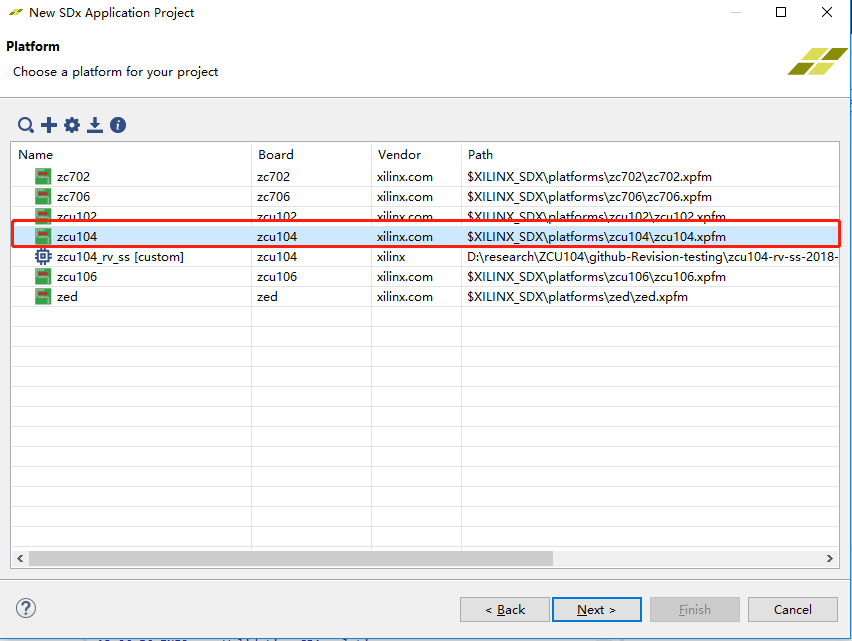 New SDx Application Project
Platform
Choose a platform for your project
Name Board Vendor Path
zc702 zc702 xilinx.com $XILINX_SDX\platforms\zc702\zc702.xpfm
zc706 zc706 xilinx.com $XILINX_SDX\platforms\zc706\zc706.xpfm
zcu102 zcu102 xilinx.com $XILINX_SDX\platforms\zcu102\zcu102.xpfm
zcu104 zcu104 xilinx.com $XILINX_SDX\platforms\zcu104\zcu104.xpfm
zcu104_rv_ss [custom] zcu104 xilinx D:\research\ZCU104\github-Revision-testing\zcu104-rv-ss-2018-
zcu106 zcu106 xilinx.com $XILINX_SDX\platforms\zcu106\zcu106.xpfm
zed zed xilinx.com $XILINX_SDX\platforms\zed\zed.xpfm
< Back Next > Finish Cancel